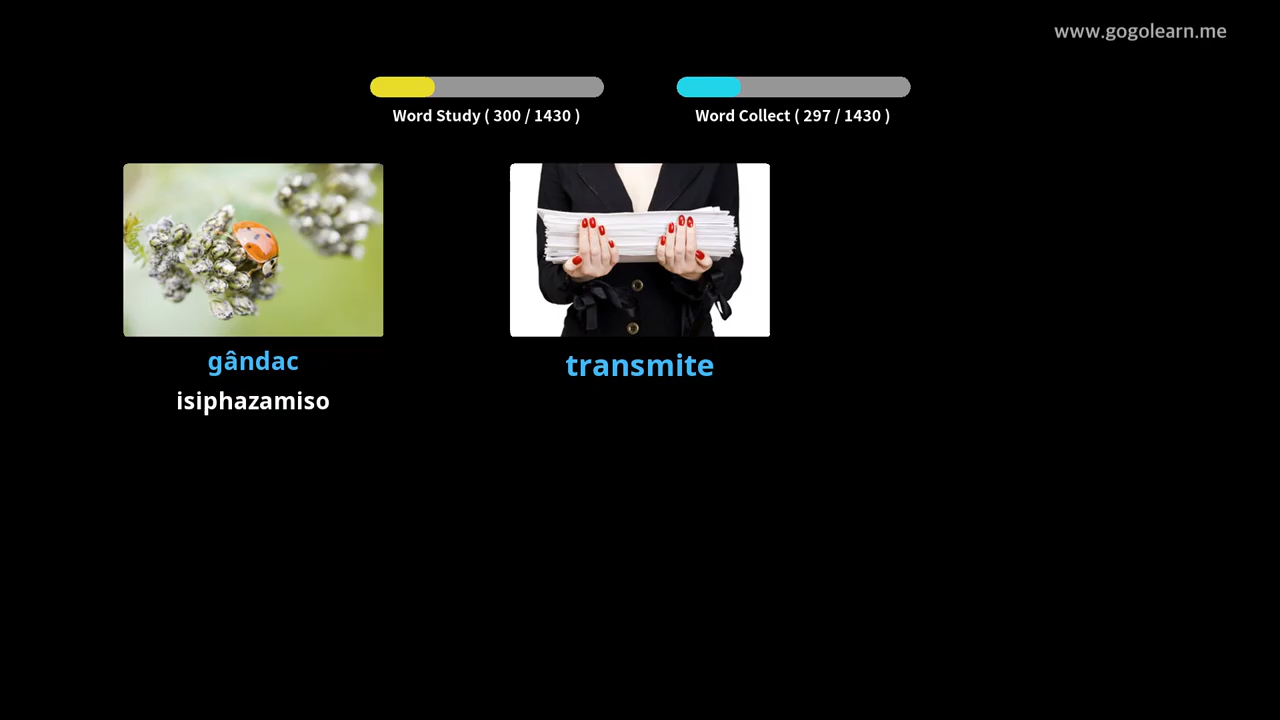 www.gogolearn.me
Word Study ( 300 / 1430 )
Word Collect ( 297 / 1430 )
gândac
isiphazamiso
transmite